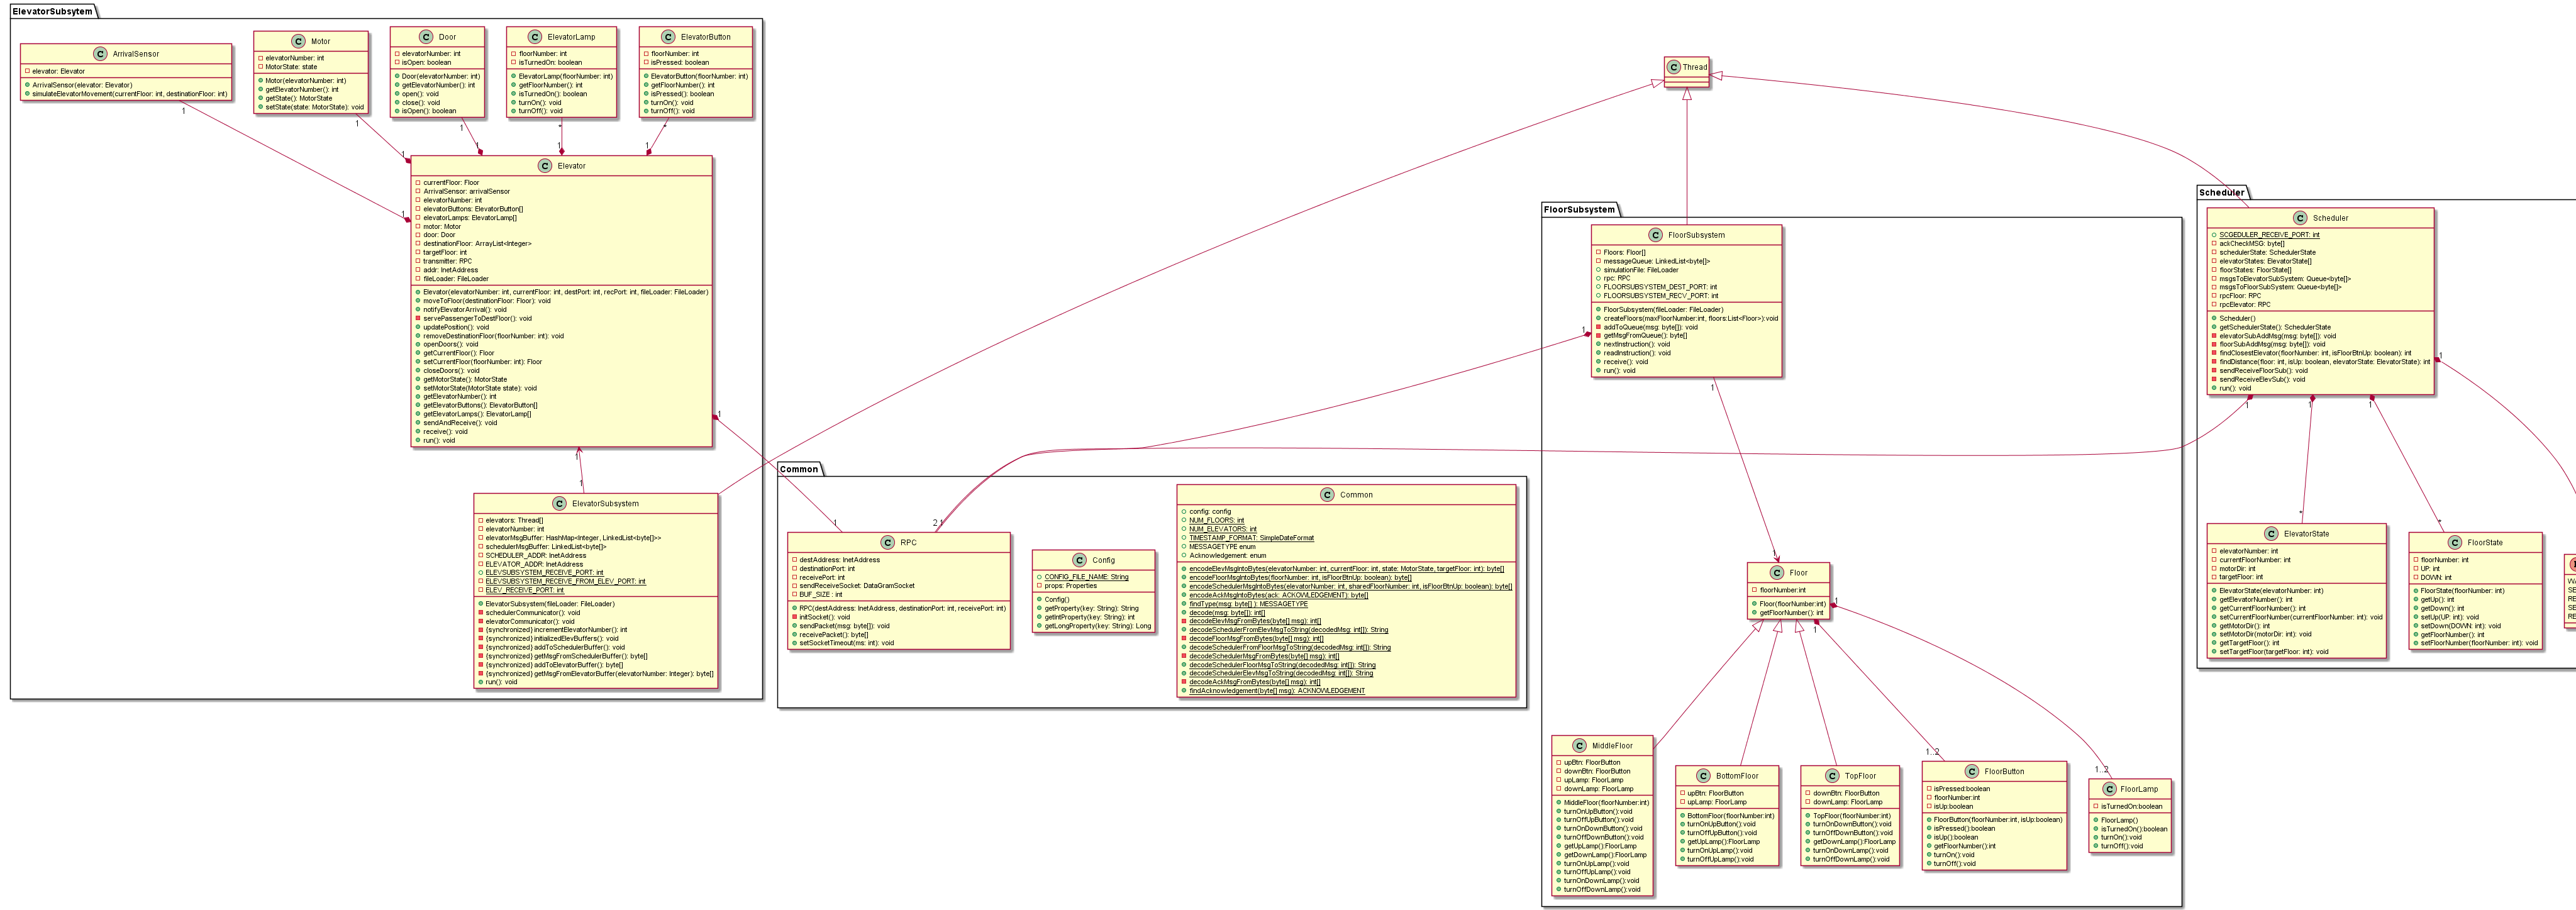 ElevatorSubsytem
ArrivalSensor
elevator: Elevator
ArrivalSensor(elevator: Elevator)
simulateElevatorMovement(currentFloor: int, destinationFloor: int)
Motor
elevatorNumber: int
MotorState: state
Motor(elevatorNumber: int)
getElevatorNumber(): int
getState(): MotorState
setState(state: MotorState): void
Door
elevatorNumber: int
isOpen: boolean
Door(elevatorNumber: int)
getElevatorNumber: int
open(): void
close(): void
isOpen(): boolean
ElevatorLamp
floorNumber: int
isTurnedOn: boolean
ElevatorLamp(floorNumber: int)
getFloorNumber(): int
isTurnedOn(): boolean
turnOn(): void
turnOff(): void
ElevatorButton
floorNumber: int
isPressed: boolean
ElevatorButton(floorNumber: int)
getFloorNumber(): int
isPressed(): boolean
turnOn(): void
turnOff(): void
1
1
1
*
*
1
1
1
1
1
Elevator
currentFloor: Floor
ArrivalSensor: arrivalSensor
elevatorNumber: int
elevatorButtons: ElevatorButton[]
elevatorLamps: ElevatorLamp[]
motor: Motor
door: Door
destinationFloor: ArrayList<Integer>
targetFloor: int
transmitter: RPC
addr: InetAddress
fileLoader: FileLoader
Elevator(elevatorNumber: int, currentFloor: int, destPort: int, recPort: int, fileLoader: FileLoader)
moveToFloor(destinationFloor: Floor): void
notifyElevatorArrival(): void
servePassengerToDestFloor(): void
updatePosition(): void
removeDestinationFloor(floorNumber: int): void
openDoors(): void
getCurrentFloor(): Floor
setCurrentFloor(floorNumber: int): Floor
closeDoors(): void
getMotorState(): MotorState
setMotorState(MotorState state): void
getElevatorNumber(): int
getElevatorButtons(): ElevatorButton[]
getElevatorLamps(): ElevatorLamp[]
sendAndReceive(): void
receive(): void
run(): void
1
1
1
ElevatorSubsystem
elevators: Thread[]
elevatorNumber: int
elevatorMsgBuffer: HashMap<Integer, LinkedList<byte[]>>
schedulerMsgBuffer: LinkedList<byte[]>
SCHEDULER_ADDR: InetAddress
ELEVATOR_ADDR: InetAddress
ELEVSUBSYSTEM_RECEIVE_PORT: int
ELEVSUBSYSTEM_RECEIVE_FROM_ELEV_PORT: int
ELEV_RECEIVE_PORT: int
ElevatorSubsystem(fileLoader: FileLoader)
schedulerCommunicator(): void
elevatorCommunicator(): void
{synchronized} incrementElevatorNumber(): int
{synchronized} initializedElevBuffers(): void
{synchronized} addToSchedulerBuffer(): void
{synchronized} getMsgFromSchedulerBuffer(): byte[]
{synchronized} addToElevatorBuffer(): byte[]
{synchronized} getMsgFromElevatorBuffer(elevatorNumber: Integer): byte[]
run(): void
Common
1
2
1
RPC
destAddress: InetAddress
destinationPort: int
receivePort: int
sendReceiveSocket: DataGramSocket
BUF_SIZE : int
RPC(destAddress: InetAddress, destinationPort: int, receivePort: int)
intSocket(): void
sendPacket(msg: byte[]): void
receivePacket(): byte[]
setSocketTimeout(ms: int): void
Config
CONFIG_FILE_NAME: String
props: Properties
Config()
getProperty(key: String): String
getIntProperty(key: String): int
getLongProperty(key: String): Long
Common
config: config
NUM_FLOORS: int
NUM_ELEVATORS: int
TIMESTAMP_FORMAT: SimpleDateFormat
MESSAGETYPE enum
Acknowledgement: enum
encodeElevMsgIntoBytes(elevatorNumber: int, currentFloor: int, state: MotorState, targetFloor: int): byte[]
encodeFloorMsgIntoBytes(floorNumber: int, isFloorBtnUp: boolean): byte[]
encodeSchedulerMsgIntoBytes(elevatorNumber: int, sharedFloorNumber: int, isFloorBtnUp: boolean): byte[]
encodeAckMsgIntoBytes(ack: ACKOWLEDGEMENT): byte[]
findType(msg: byte[] ): MESSAGETYPE
decode(msg: byte[]): int[]
decodeElevMsgFromBytes(byte[] msg): int[]
decodeSchedulerFromElevMsgToString(decodedMsg: int[]): String
decodeFloorMsgFromBytes(byte[] msg): int[]
decodeSchedulerFromFloorMsgToString(decodedMsg: int[]): String
decodeSchedulerMsgFromBytes(byte[] msg): int[]
decodeSchedulerFloorMsgToString(decodedMsg: int[]): String
decodeSchedulerElevMsgToString(decodedMsg: int[]): String
decodeAckMsgFromBytes(byte[] msg): int[]
findAcknowledgement(byte[] msg): ACKNOWLEDGEMENT
Thread
FloorSubsystem
FloorSubsystem
Floors: Floor[]
messageQueue: LinkedList<byte[]>
simulationFile: FileLoader
rpc: RPC
FLOORSUBSYSTEM_DEST_PORT: int
FLOORSUBSYSTEM_RECV_PORT: int
FloorSubsystem(fileLoader: FileLoader)
createFloors(maxFloorNumber:int, floors:List<Floor>):void
addToQueue(msg: byte[]): void
getMsgFromQueue(): byte[]
nextInstruction(): void
readInstruction(): void
receive(): void
run(): void
1
1
1
Floor
floorNumber:int
Floor(floorNumber:int)
getFloorNumber(): int
1
1
1..2
1..2
MiddleFloor
upBtn: FloorButton
downBtn: FloorButton
upLamp: FloorLamp
downLamp: FloorLamp
MiddleFloor(floorNumber:int)
turnOnUpButton():void
turnOffUpButton():void
turnOnDownButton():void
turnOffDownButton():void
getUpLamp():FloorLamp
getDownLamp():FloorLamp
turnOnUpLamp():void
turnOffUpLamp():void
turnOnDownLamp():void
turnOffDownLamp():void
BottomFloor
upBtn: FloorButton
upLamp: FloorLamp
BottomFloor(floorNumber:int)
turnOnUpButton():void
turnOffUpButton():void
getUpLamp():FloorLamp
turnOnUpLamp():void
turnOffUpLamp():void
TopFloor
downBtn: FloorButton
downLamp: FloorLamp
TopFloor(floorNumber:int)
turnOnDownButton():void
turnOffDownButton():void
getDownLamp():FloorLamp
turnOnDownLamp():void
turnOffDownLamp():void
FloorButton
isPressed:boolean
floorNumber:int
isUp:boolean
FloorButton(floorNumber:int, isUp:boolean)
isPressed():boolean
isUp():boolean
getFloorNumber():int
turnOn():void
turnOff():void
FloorLamp
isTurnedOn:boolean
FloorLamp()
isTurnedOn():boolean
turnOn():void
turnOff():void
Scheduler
Scheduler
SCGEDULER_RECEIVE_PORT: int
ackCheckMSG: byte[]
schedulerState: SchedulerState
elevatorStates: ElevatorState[]
floorStates: FloorState[]
msgsToElevatorSubSystem: Queue<byte[]>
msgsToFloorSubSystem: Queue<byte[]>
rpcFloor: RPC
rpcElevator: RPC
Scheduler()
getSchedulerState(): SchedulerState
elevatorSubAddMsg(msg: byte[]): void
floorSubAddMsg(msg: byte[]): void
findClosestElevator(floorNumber: int, isFloorBtnUp: boolean): int
findDistance(floor: int, isUp: boolean, elevatorState: ElevatorState): int
sendReceiveFloorSub(): void
sendReceiveElevSub(): void
run(): void
1
1
1
1
*
*
ElevatorState
elevatorNumber: int
currentFloorNumber: int
motorDir: int
targetFloor: int
ElevatorState(elevatorNumber: int)
getElevatorNumber(): int
getCurrentFloorNumber(): int
setCurrentFloorNumber(currentFloorNumber: int): void
getMotorDir(): int
setMotorDir(motorDir: int): void
getTargetFloor(): int
setTargetFloor(targetFloor: int): void
FloorState
floorNumber: int
UP: int
DOWN: int
FloorState(floorNumber: int)
getUp(): int
getDown(): int
setUp(UP: int): void
setDown(DOWN: int): void
getFloorNumber(): int
setFloorNumber(floorNumber: int): void